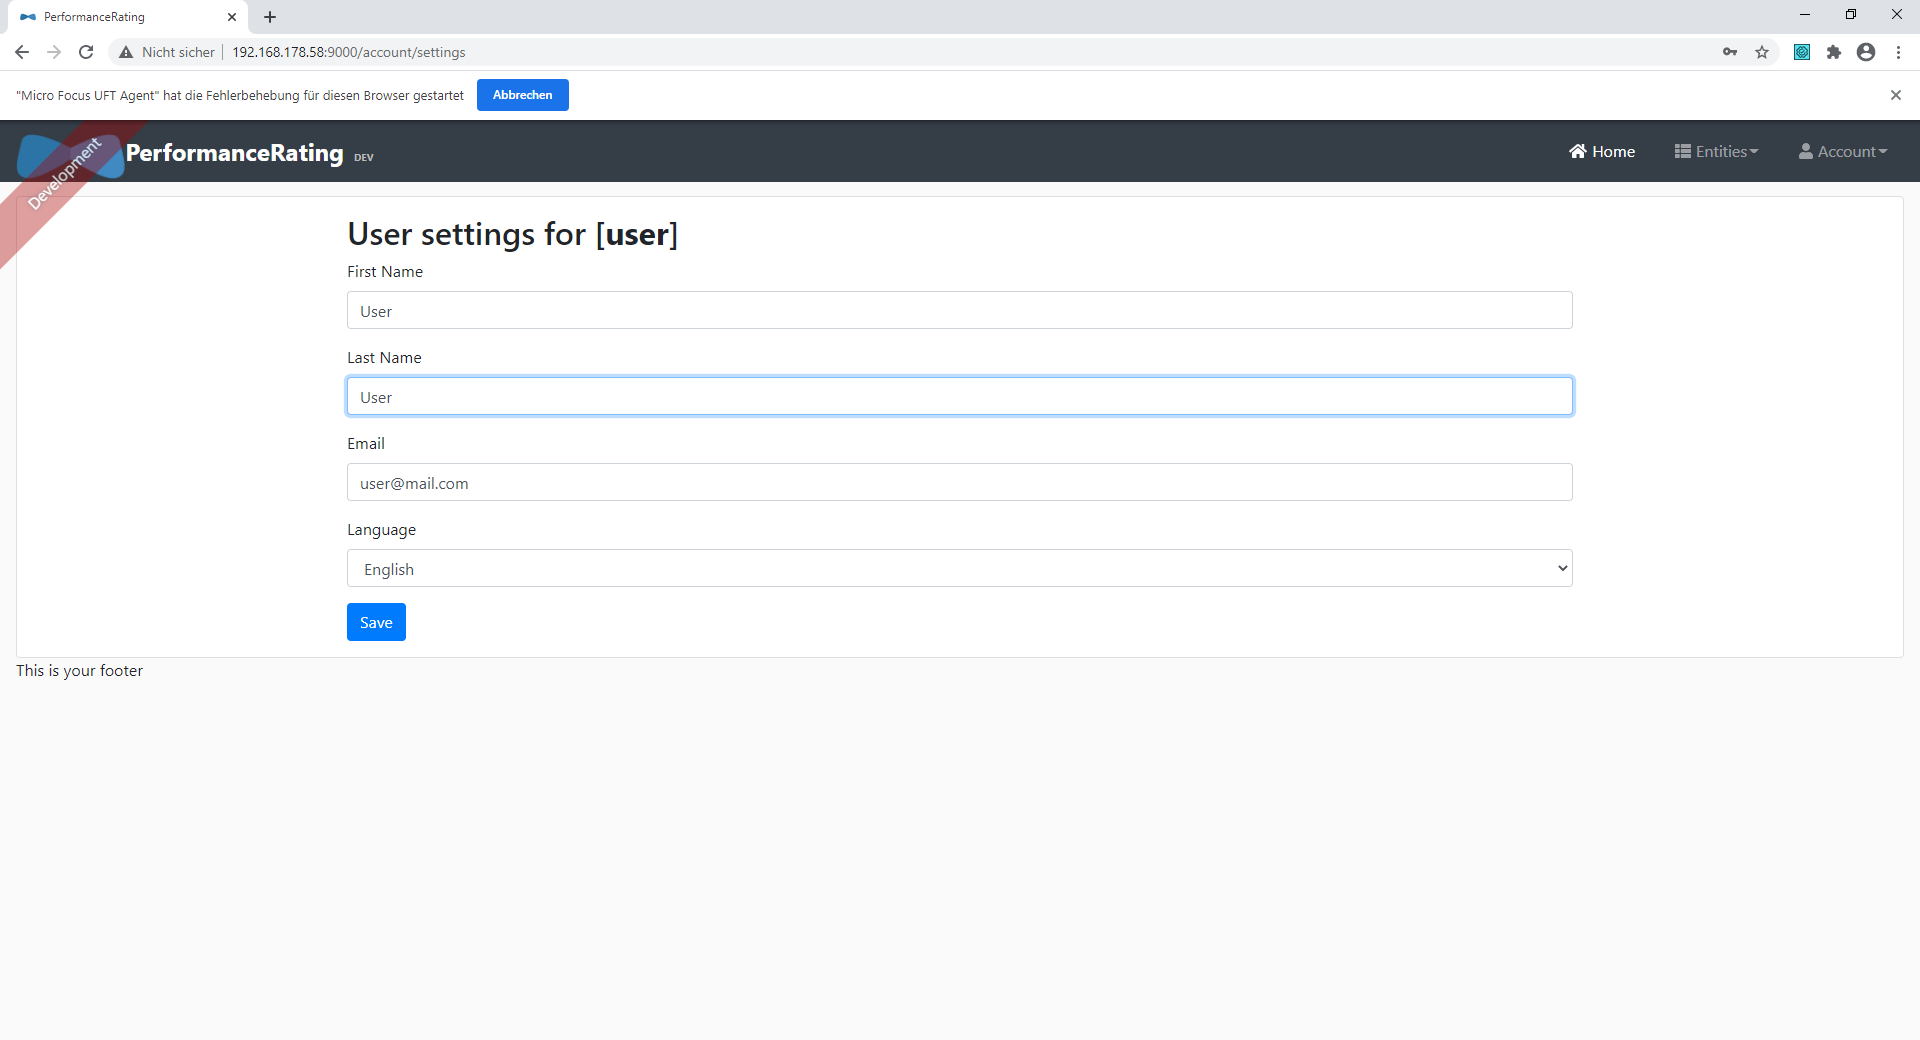 PerformanceRating
Nicht sicher 192.168.178.58:9000/account/settings
"Micro Focus UFT Agent" hat die Fehlerbehebung für diesen Browser gestartet Abbrechen
Development
PerformanceRating DEV Home Entities Account
User settings for [user]
First Name
User
Last Name
User
Email
user@mail.com
Language
English
Save
This is your footer